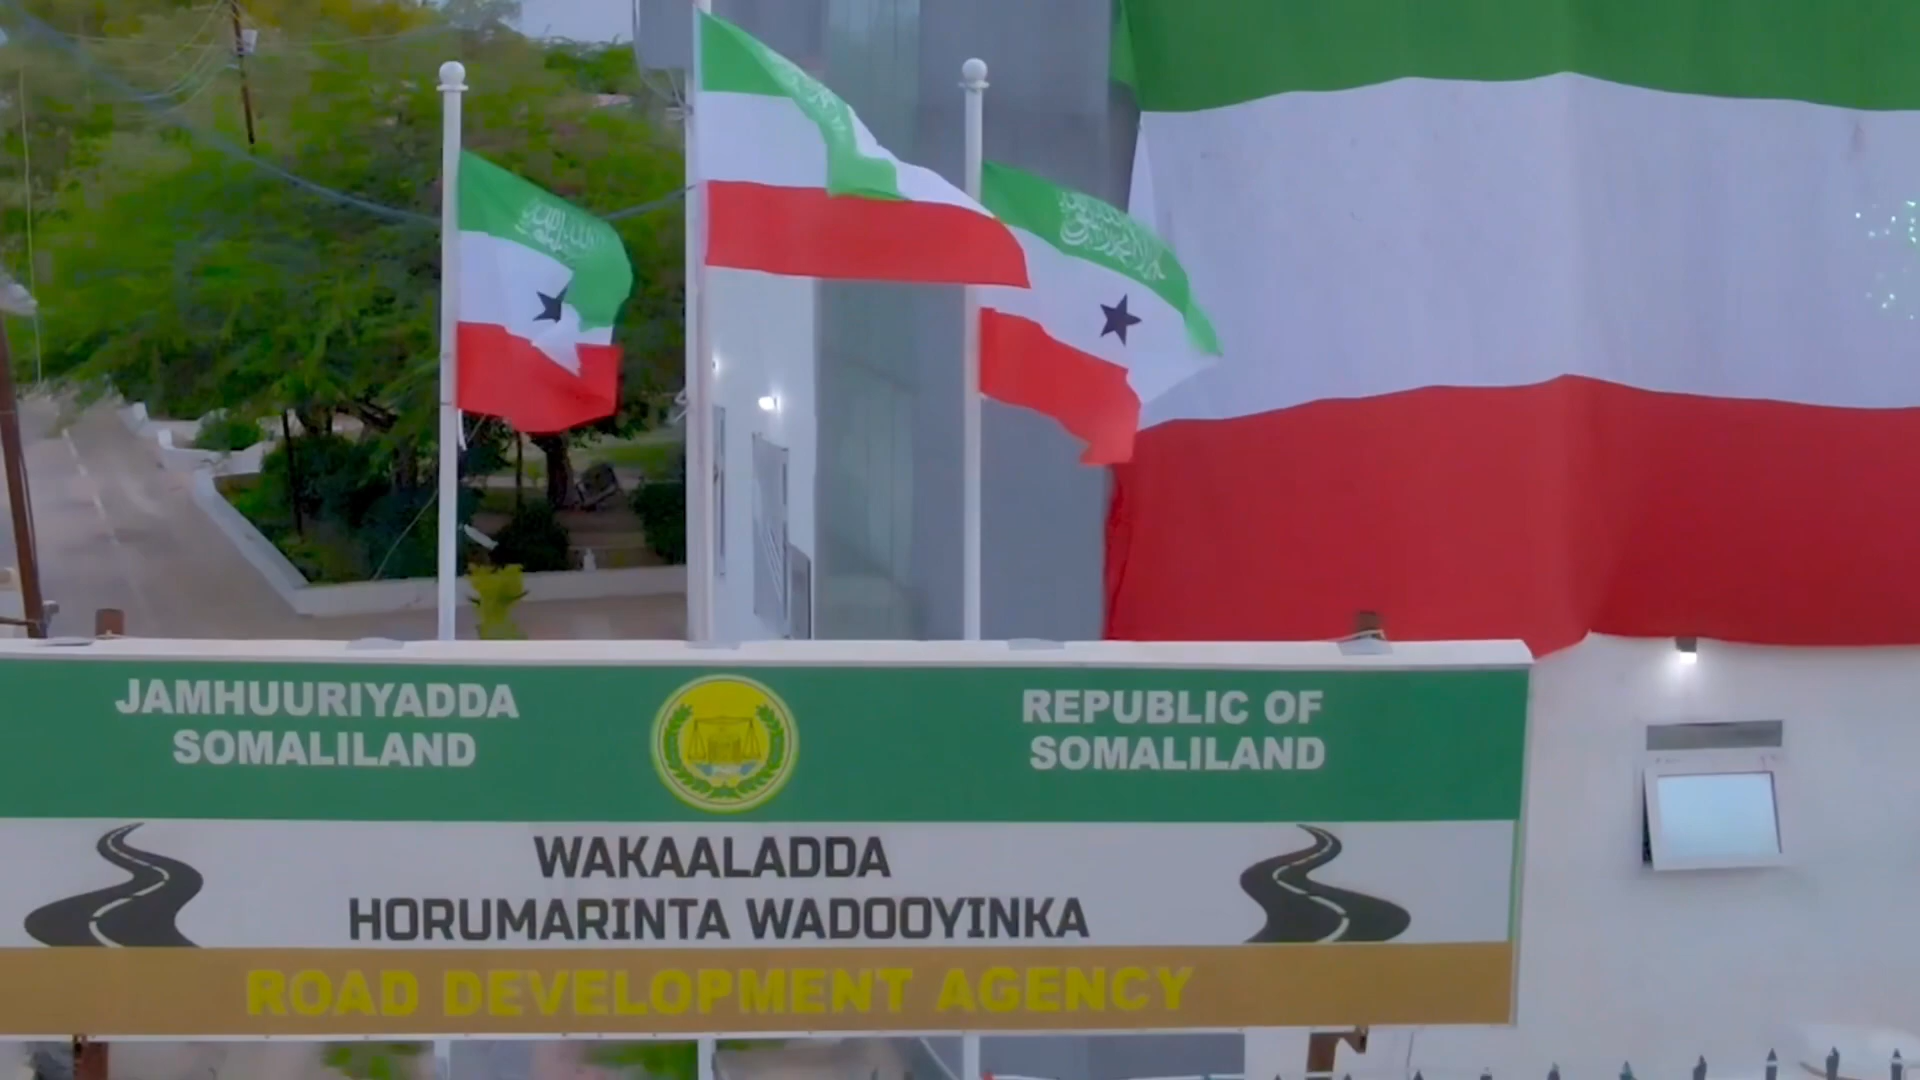 JAMHUURIYADDA
SOMALILAND
REPUBLIC OF
SOMALILAND
WAKAALADDA
HORUMARINTA WADOOYINKA
ROAD DEVELOPMENT AGENCY